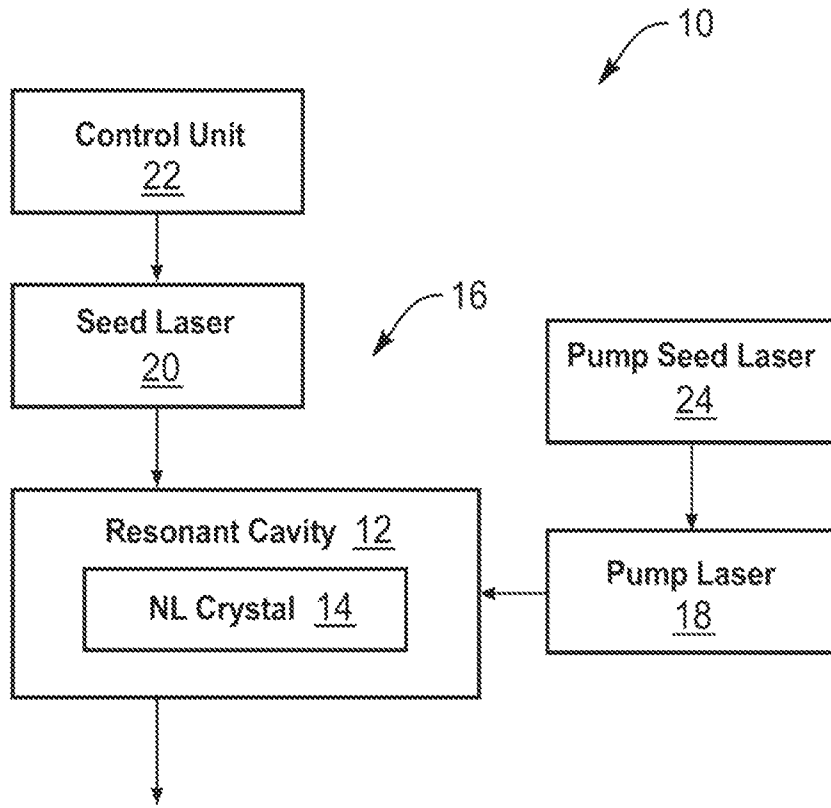 10
Control Unit
22
16
Seed Laser
20
Pump Seed Laser
24
Resonant Cavity 12
NL Crystal 14
Pump Laser
18